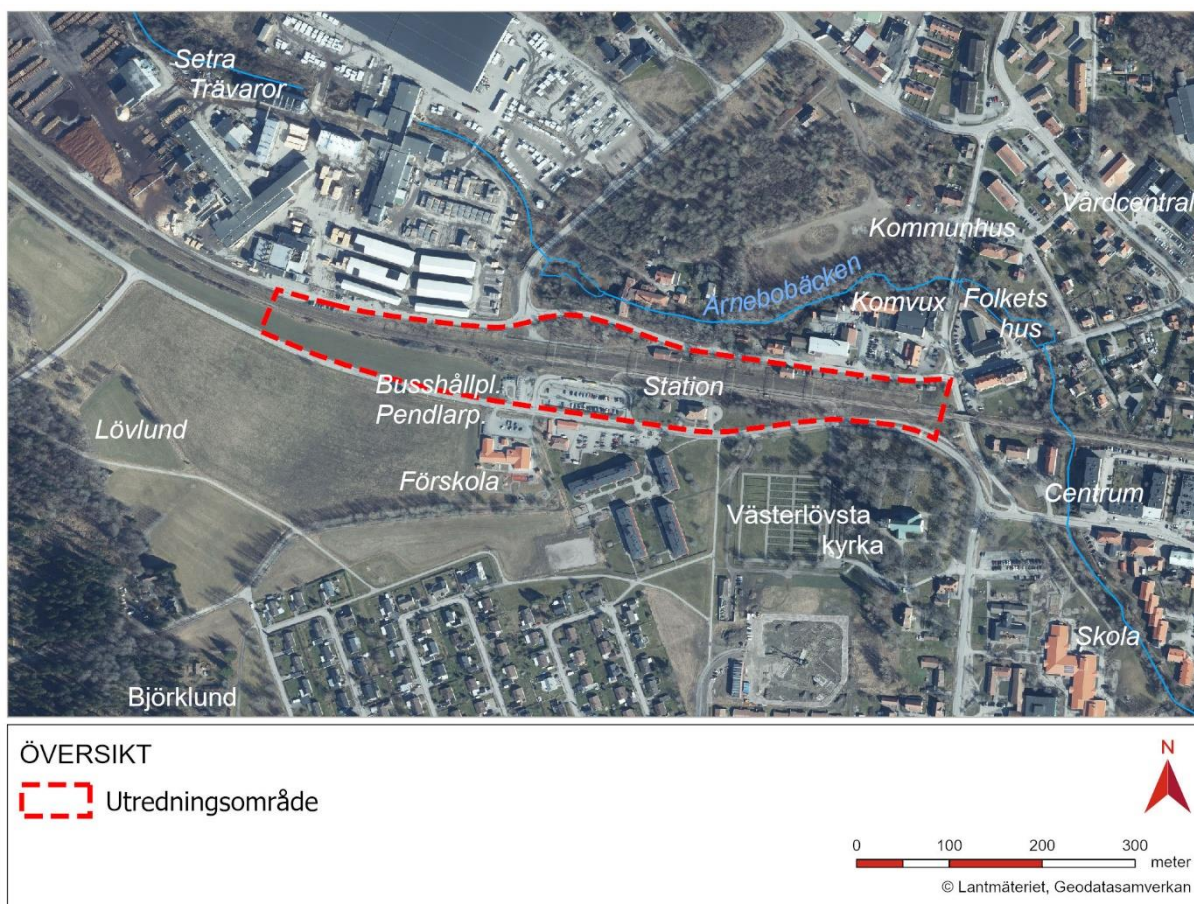 Setra
Trävaror
Vårdcentral
Kommunhus
Arnebobäcken
Komvux
Folkets
hus
Busshållpl.
Pendlarp.
Station
Lövlund
Förskola
Västerlövsta
kyrka
Centrum
Skola
Björklund
ÖVERSIKT
Utredningsområde
N
0 100 200 300
meter
© Lantmäteriet, Geodatasamverkan